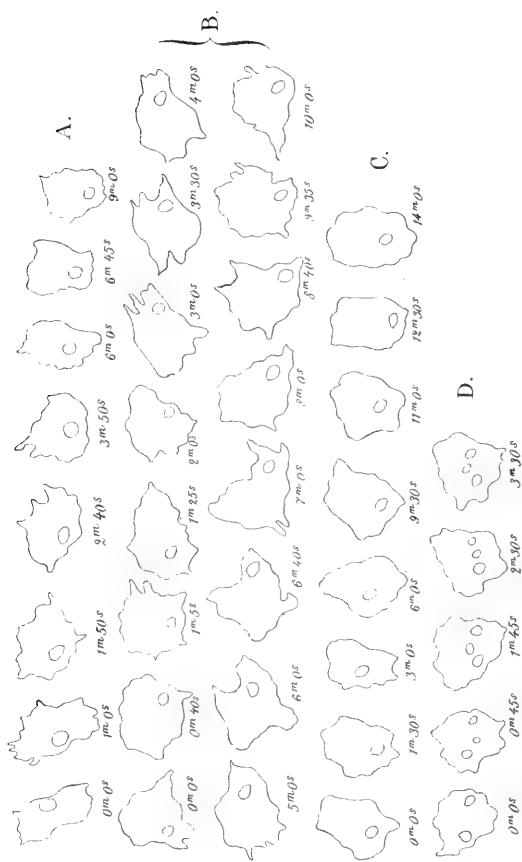 A.
0m0s 1m0s 1m50s 2m40s 3m50s 6m0s 6m45s 9m0s
B.
0m0s 0m40s 1m5s 1m25s 2m0s 3m0s 3m30s 4m0s
5m0s 6m0s 6m40s 7m0s 8m0s 8m40s 9m35s 10m0s
C.
0m0s 1m30s 3m0s 6m0s 9m30s 11m0s 12m30s 14m0s
D.
0m0s 0m45s 1m45s 2m30s 3m30s